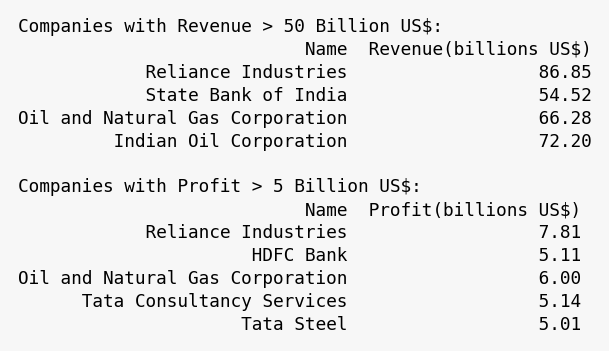 Companies with Revenue > 50 Billion US$:
Name Revenue(billions US$)
Reliance Industries 86.85
State Bank of India 54.52
Oil and Natural Gas Corporation 66.28
Indian Oil Corporation 72.20

Companies with Profit > 5 Billion US$:
Name Profit(billions US$)
Reliance Industries 7.81
HDFC Bank 5.11
Oil and Natural Gas Corporation 6.00
Tata Consultancy Services 5.14
Tata Steel 5.01